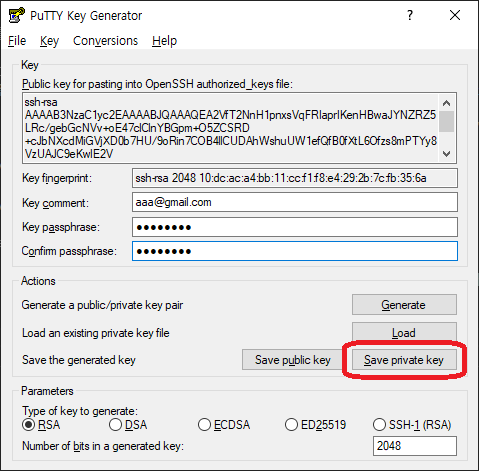 PuTTY Key Generator
File Key Conversions Help
Key
Public key for pasting into OpenSSH authorized_keys file:
ssh-rsa
AAAAB3NzaC1yc2EAAAABJQAAAQEA2VfT2NnH1pnxsVqFRIaprIKenHBwaJYNZRZ5
LRc/gebGcNVv+oE47clClnYBGpm+O5ZCSRD
+cJbNXcdMiGVjXD0b7HU/9oRin7COB4IlCUDAhWshuUW1efQfB0fXtL6Ofzs8mPTYy8
VzUAJC9eKwIE2V
Key fingerprint: ssh-rsa 2048 10:dc:ac:a4:bb:11:cc:f1:f8:e4:29:2b:7c:fb:35:6a
Key comment: aaa@gmail.com
Key passphrase: ●●●●●●●●
Confirm passphrase: ●●●●●●●●
Actions
Generate a public/private key pair Generate
Load an existing private key file Load
Save the generated key Save public key Save private key
Parameters
Type of key to generate:
RSA DSA ECDSA ED25519 SSH-1 (RSA)
Number of bits in a generated key: 2048